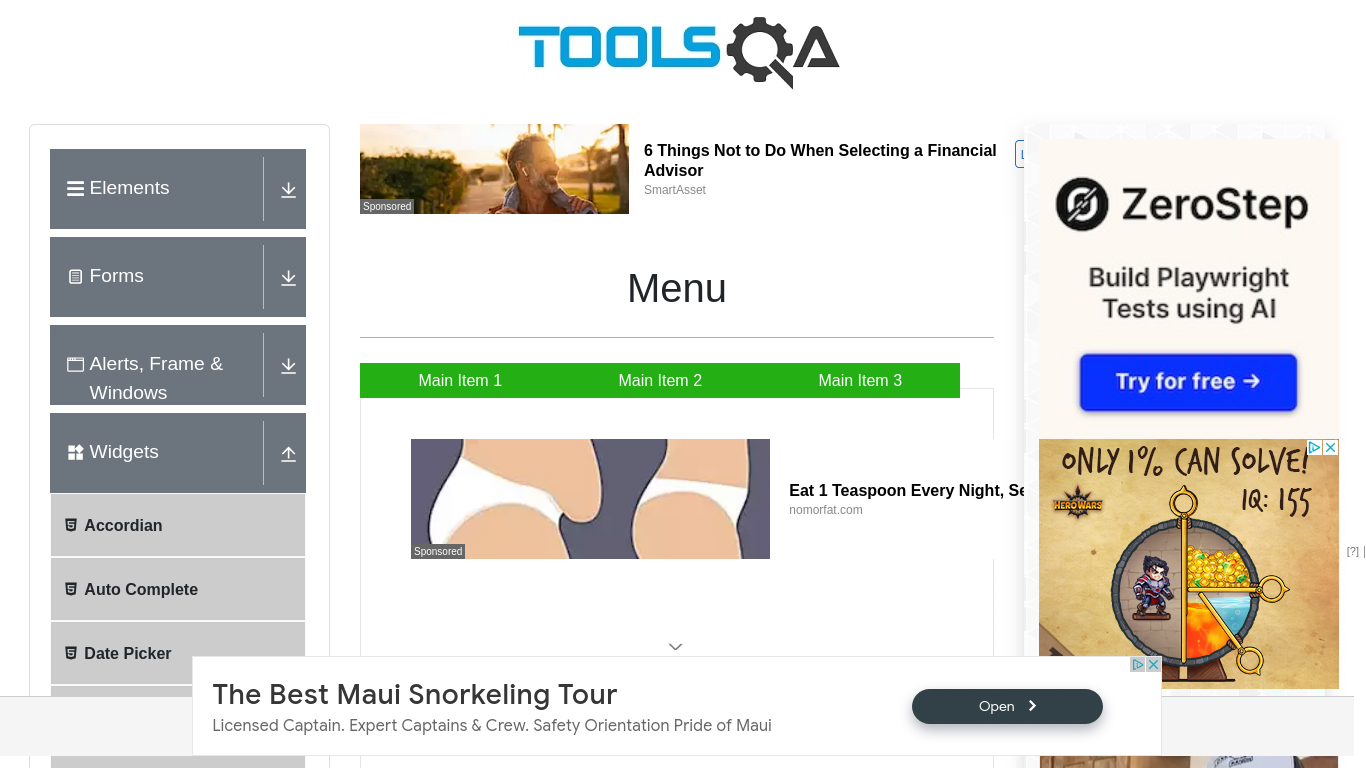 TOOLSQA
Elements
Forms
Alerts, Frame &
Windows
Widgets
Accordian
Auto Complete
Date Picker
Sponsored
6 Things Not to Do When Selecting a Financial
Advisor
SmartAsset
Menu
Main Item 1
Main Item 2
Main Item 3
Sponsored
Eat 1 Teaspoon Every Night,
nomorfat.com
ZeroStep
Build Playwright
Tests using AI
Try for free →
ONLY 1% CAN SOLVE!
IQ: 155
HERO WARS
[?]
The Best Maui Snorkeling Tour
Licensed Captain. Expert Captains & Crew. Safety Orientation Pride of Maui
Open